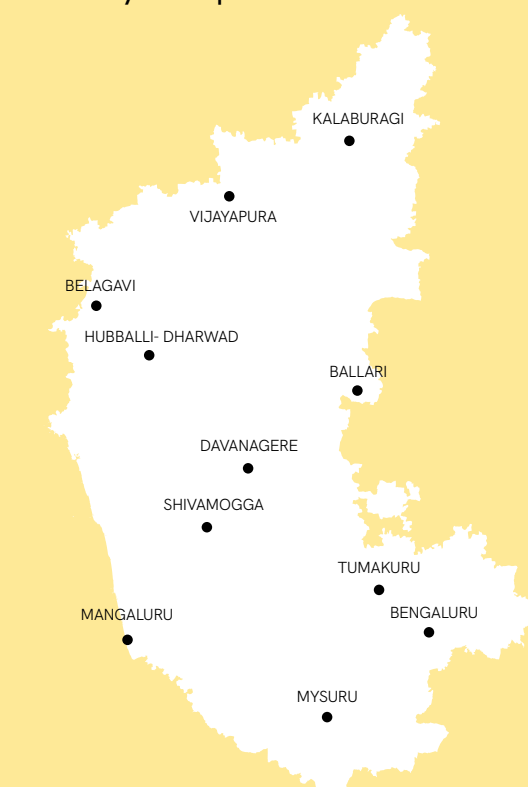 KALABURAGI
VIJAYAPURA
BELAGAVI
HUBBALLI- DHARWAD
BALLARI
DAVANAGERE
SHIVAMOGGA
TUMAKURU
BENGALURU
MANGALURU
MYSURU